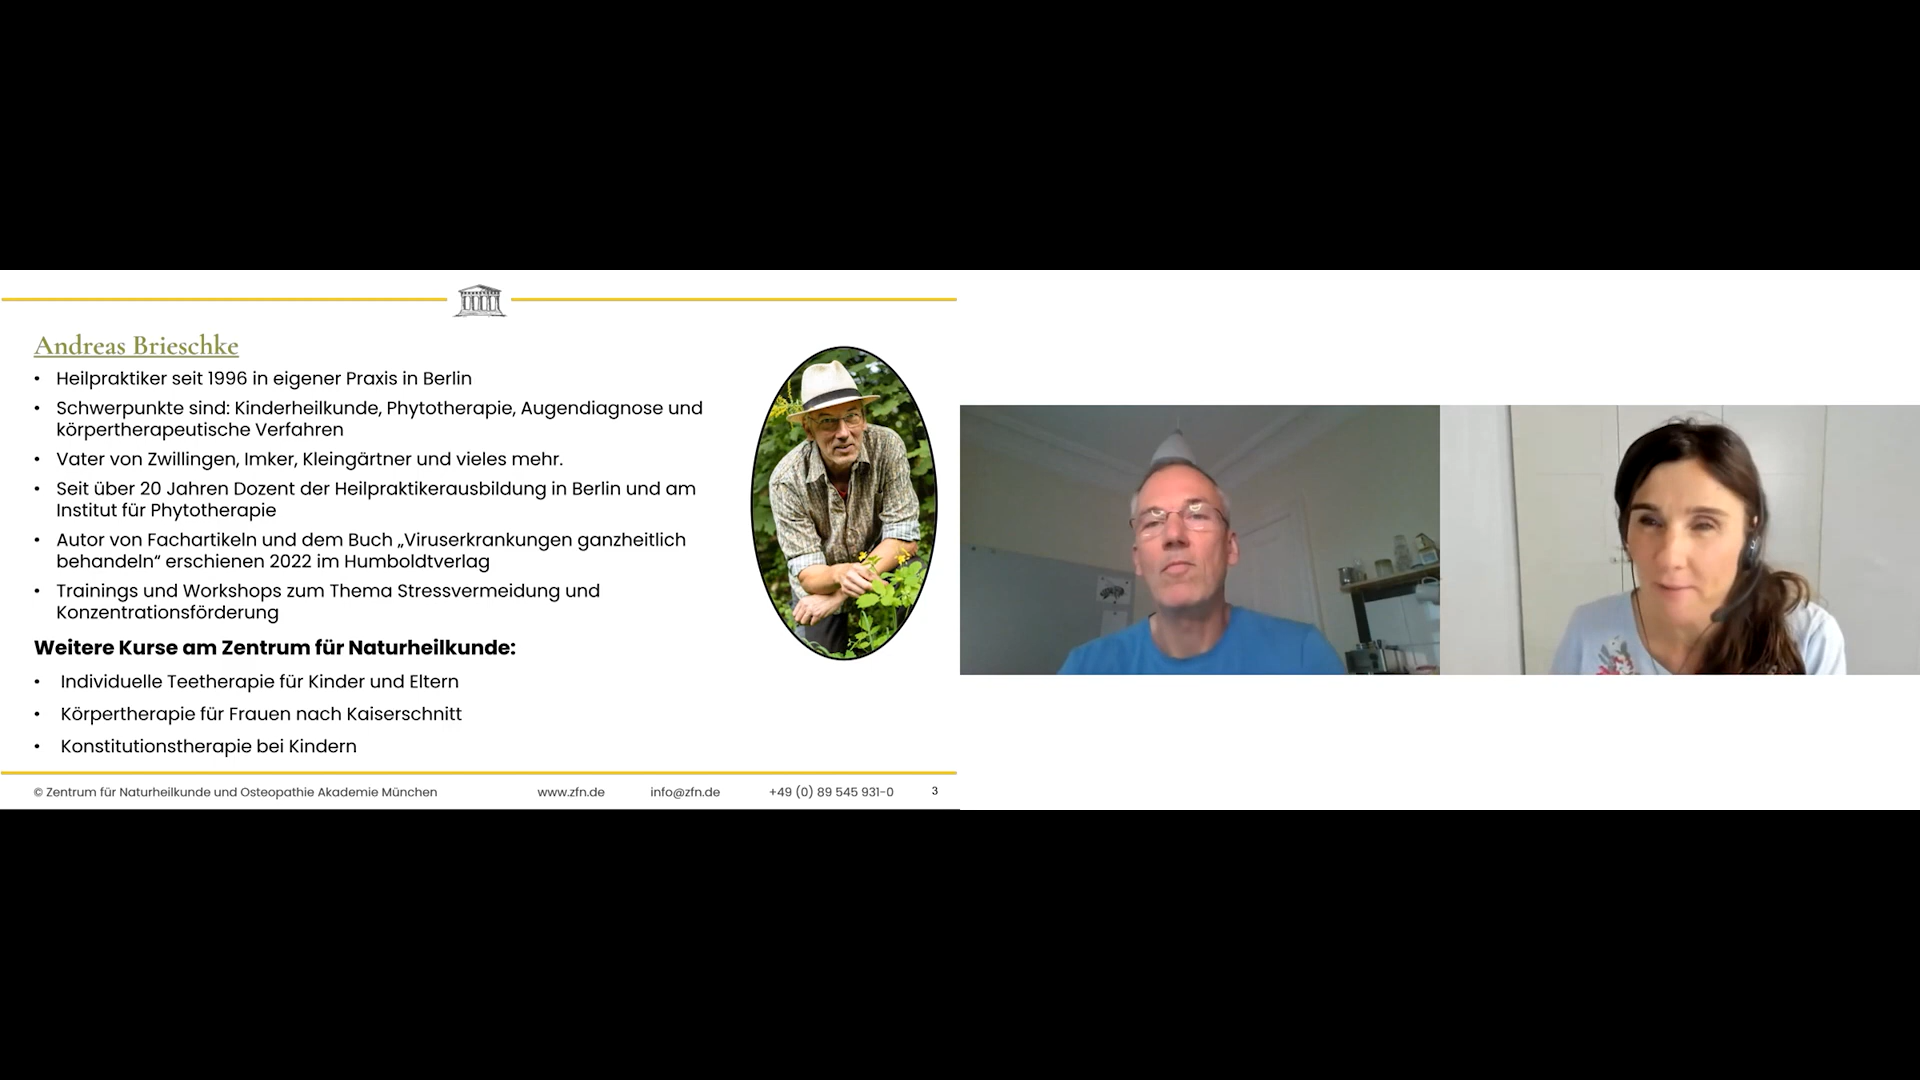 Andreas Brieschke
• Heilpraktiker seit 1996 in eigener Praxis in Berlin
• Schwerpunkte sind: Kinderheilkunde, Phytotherapie, Augendiagnose und
körpertherapeutische Verfahren
• Vater von Zwillingen, Imker, Kleingärtner und vieles mehr.
• Seit über 20 Jahren Dozent der Heilpraktikerausbildung in Berlin und am
Institut für Phytotherapie
• Autor von Fachartikeln und dem Buch „Viruserkrankungen ganzheitlich
behandeln“ erschienen 2022 im Humboldtverlag
• Trainings und Workshops zum Thema Stressvermeidung und
Konzentrationsförderung
Weitere Kurse am Zentrum für Naturheilkunde:
• Individuelle Teetherapie für Kinder und Eltern
• Körpertherapie für Frauen nach Kaiserschnitt
• Konstitutionstherapie bei Kindern
© Zentrum für Naturheilkunde und Osteopathie Akademie München www.zfn.de info@zfn.de +49 (0) 89 545 931-0 3